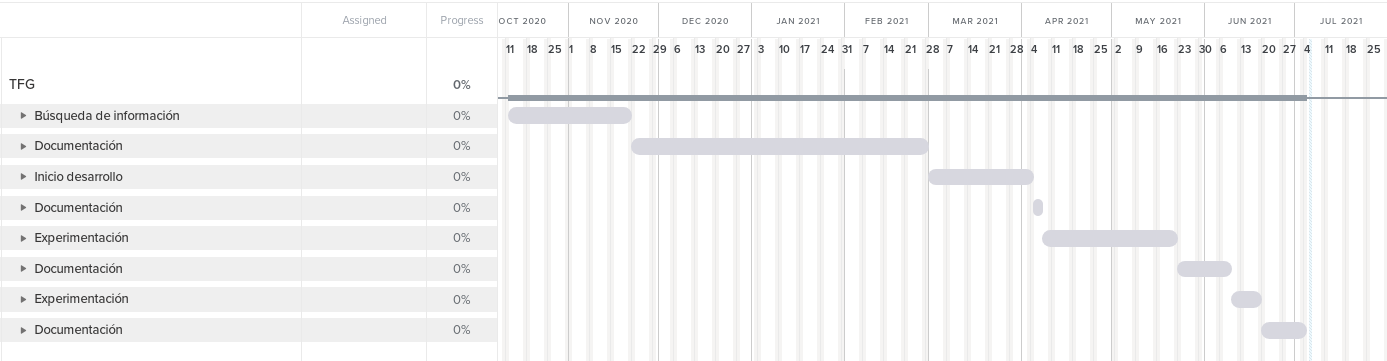 Assigned Progress OCT 2020 NOV 2020 DEC 2020 JAN 2021 FEB 2021 MAR 2021 APR 2021 MAY 2021 JUN 2021 JUL 2021
11 18 25 1 8 15 22 29 6 13 20 27 3 10 17 24 31 7 14 21 28 7 14 21 28 4 11 18 25 2 9 16 23 30 6 13 20 27 4 11 18 25
TFG 0%
Búsqueda de información 0%
Documentación 0%
Inicio desarrollo 0%
Documentación 0%
Experimentación 0%
Documentación 0%
Experimentación 0%
Documentación 0%